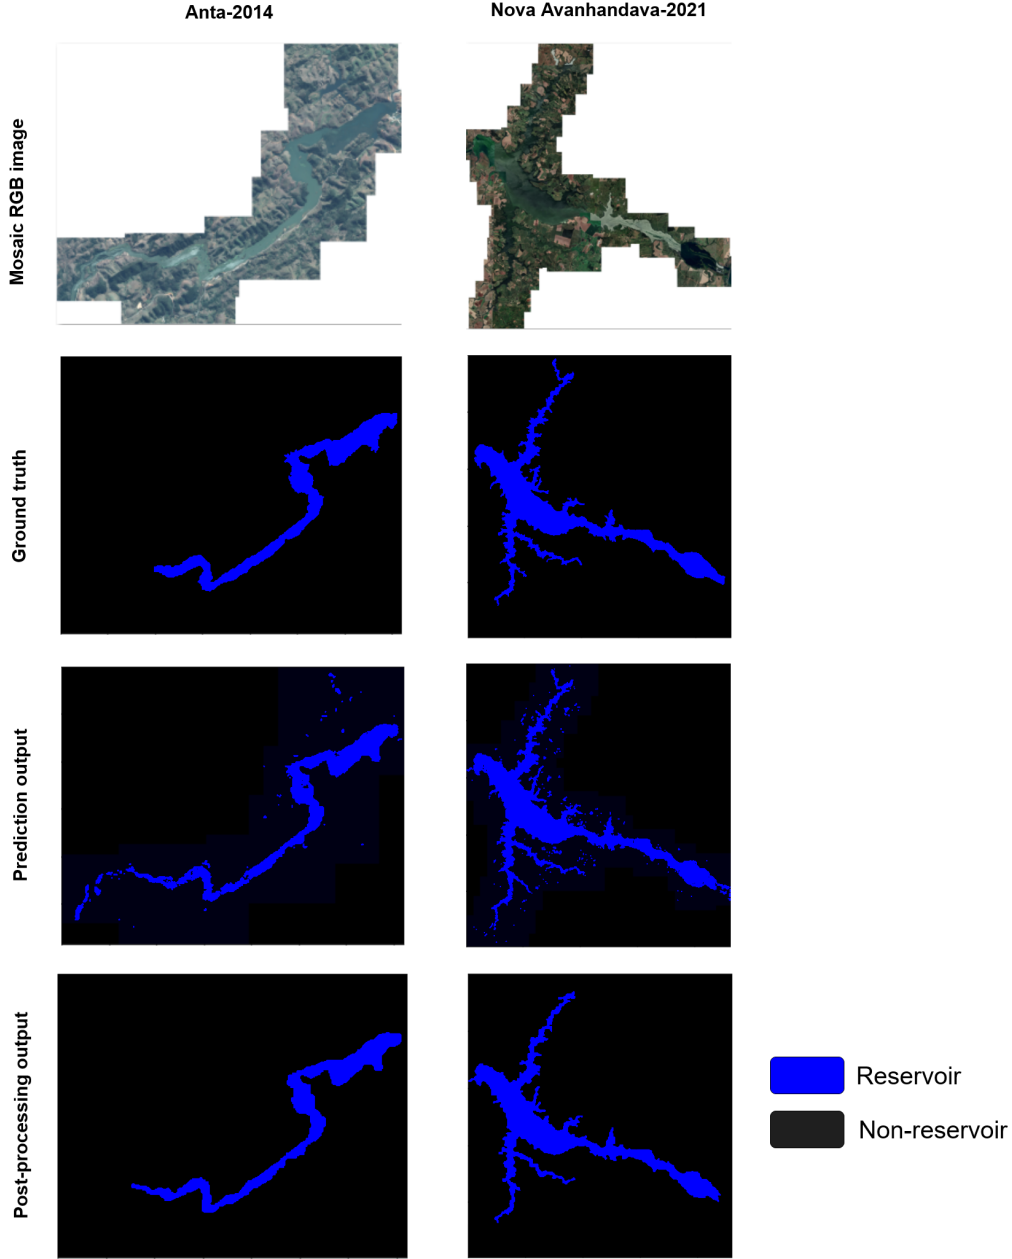 Anta-2014
Nova Avanhandava-2021
Mosaic RGB image
Ground truth
Prediction output
Post-processing output
Reservoir
Non-reservoir